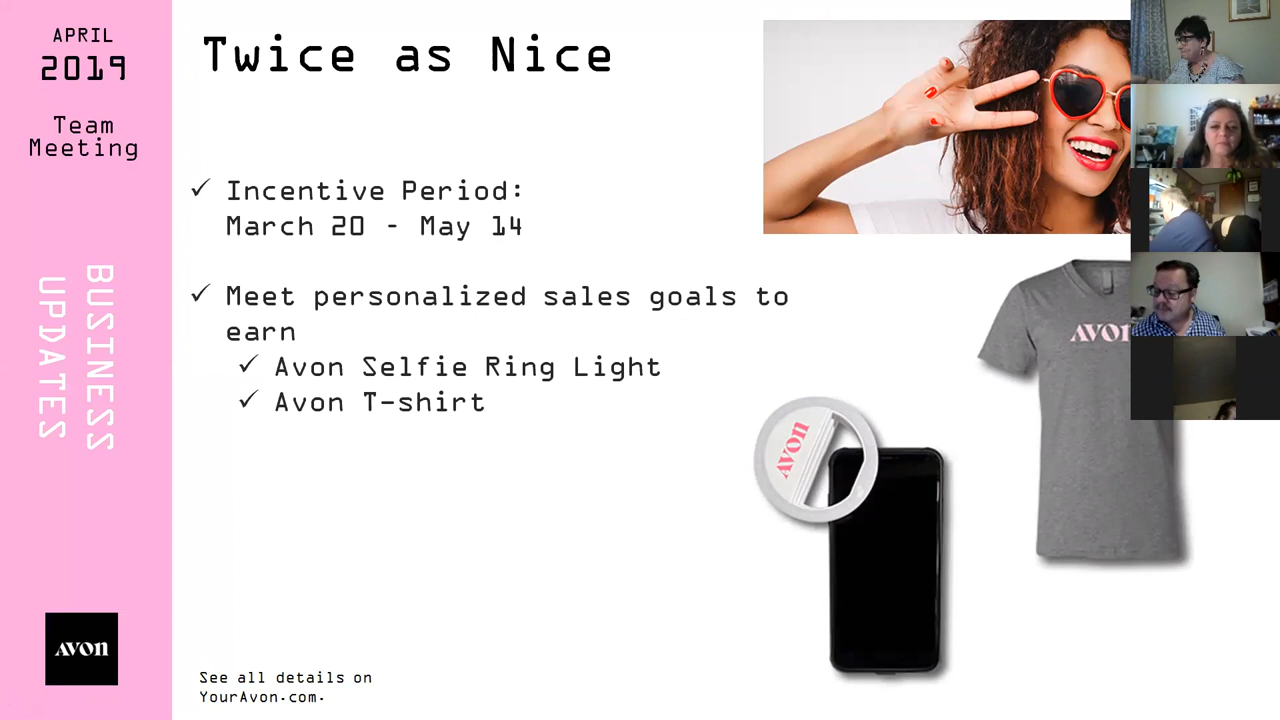 APRIL
2019
Team
Meeting
BUSINESS
UPDATES
AVON
Twice as Nice
✓ Incentive Period:
March 20 - May 14
✓ Meet personalized sales goals to
earn
✓ Avon Selfie Ring Light
✓ Avon T-shirt
AVON
AVON
See all details on
YourAvon.com.